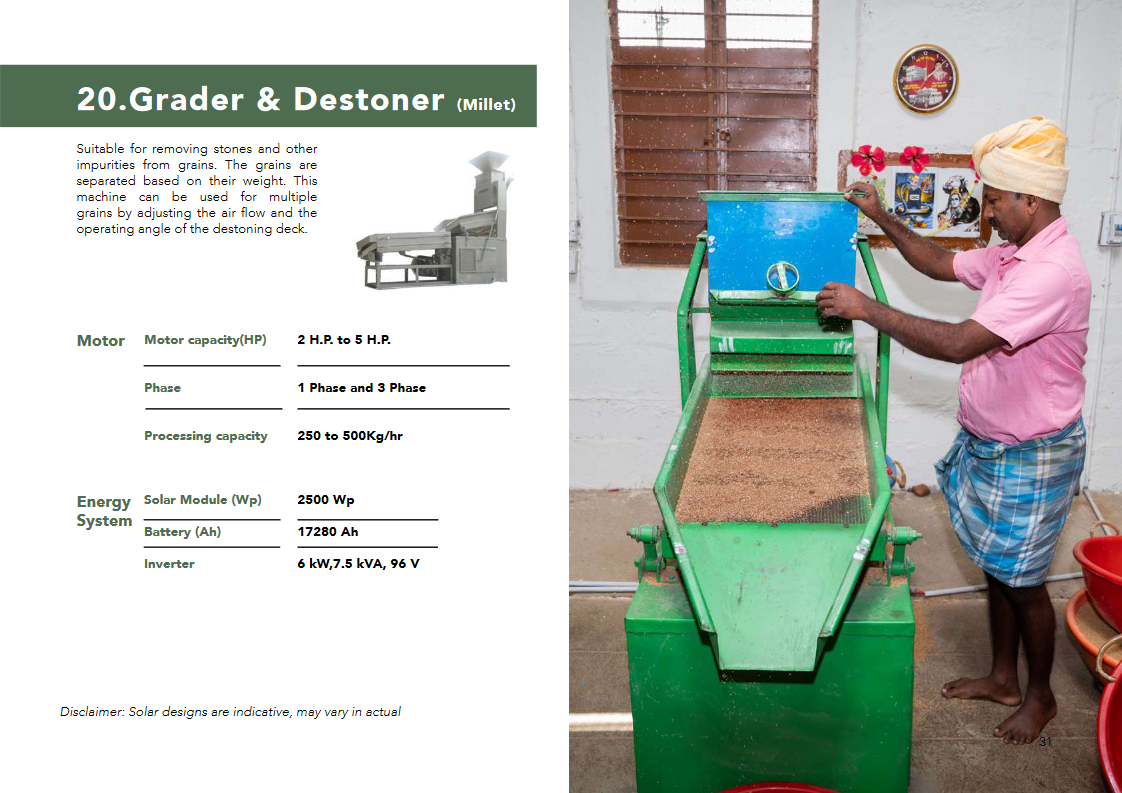 20.Grader & Destoner (Millet)
Suitable for removing stones and other
impurities from grains. The grains are
separated based on their weight. This
machine can be used for multiple
grains by adjusting the air flow and the
operating angle of the destoning deck.
Motor
Motor capacity(HP) 2 H.P. to 5 H.P.
Phase 1 Phase and 3 Phase
Processing capacity 250 to 500Kg/hr
Energy
System
Solar Module (Wp) 2500 Wp
Battery (Ah) 17280 Ah
Inverter 6 kW,7.5 kVA, 96 V
Disclaimer: Solar designs are indicative, may vary in actual
31